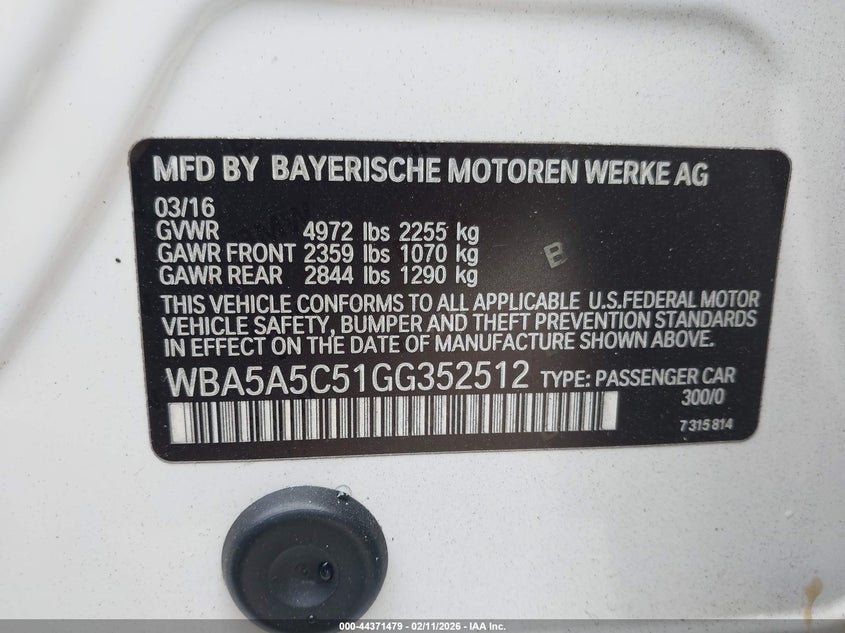 MFD BY BAYERISCHE MOTOREN WERKE AG
03/16
GVWR 4972 lbs 2255 kg
GAWR FRONT 2359 lbs 1070 kg
GAWR REAR 2844 lbs 1290 kg
THIS VEHICLE CONFORMS TO ALL APPLICABLE U.S.FEDERAL MOTOR
VEHICLE SAFETY, BUMPER AND THEFT PREVENTION STANDARDS
IN EFFECT ON THE DATE OF MANUFACTURE SHOWN ABOVE.
WBA5A5C51GG352512 TYPE: PASSENGER CAR
300/0
7 315 814
000-44371479 - 02/11/2026 - IAA Inc.